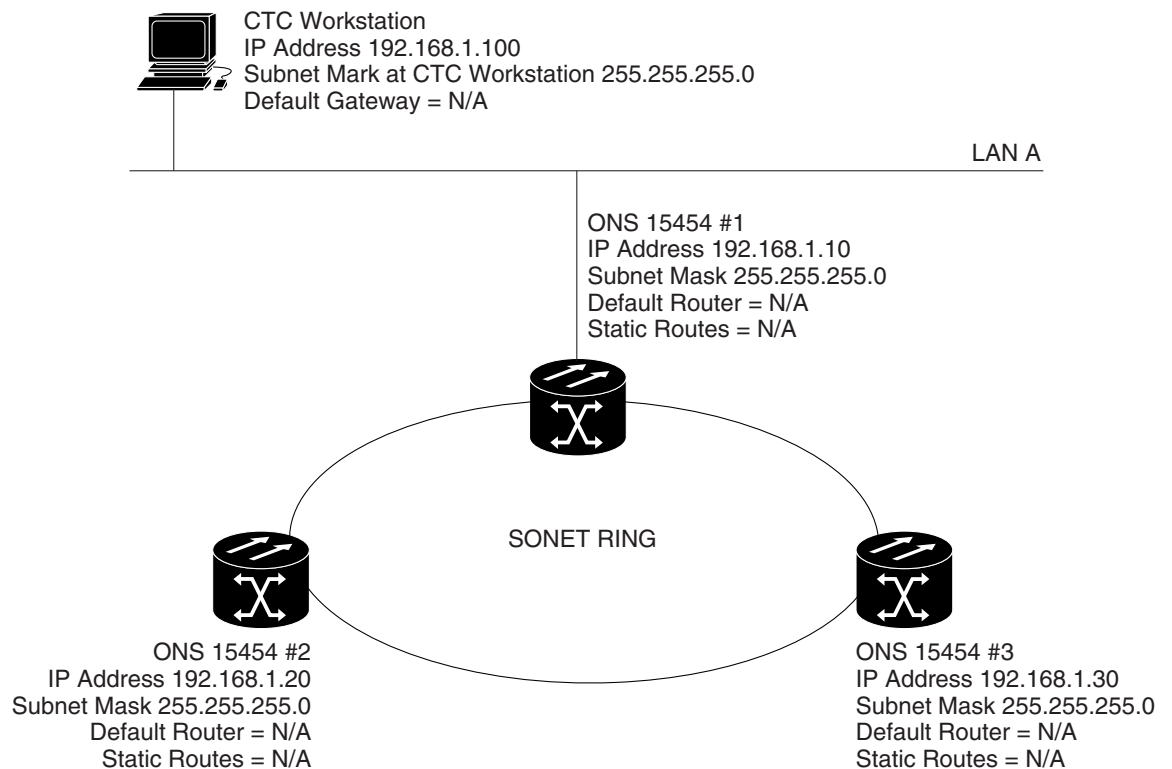 CTC Workstation
IP Address 192.168.1.100
Subnet Mark at CTC Workstation 255.255.255.0
Default Gateway = N/A
LAN A
ONS 15454 #1
IP Address 192.168.1.10
Subnet Mask 255.255.255.0
Default Router = N/A
Static Routes = N/A
SONET RING
ONS 15454 #2
IP Address 192.168.1.20
Subnet Mask 255.255.255.0
Default Router = N/A
Static Routes = N/A
ONS 15454 #3
IP Address 192.168.1.30
Subnet Mask 255.255.255.0
Default Router = N/A
Static Routes = N/A